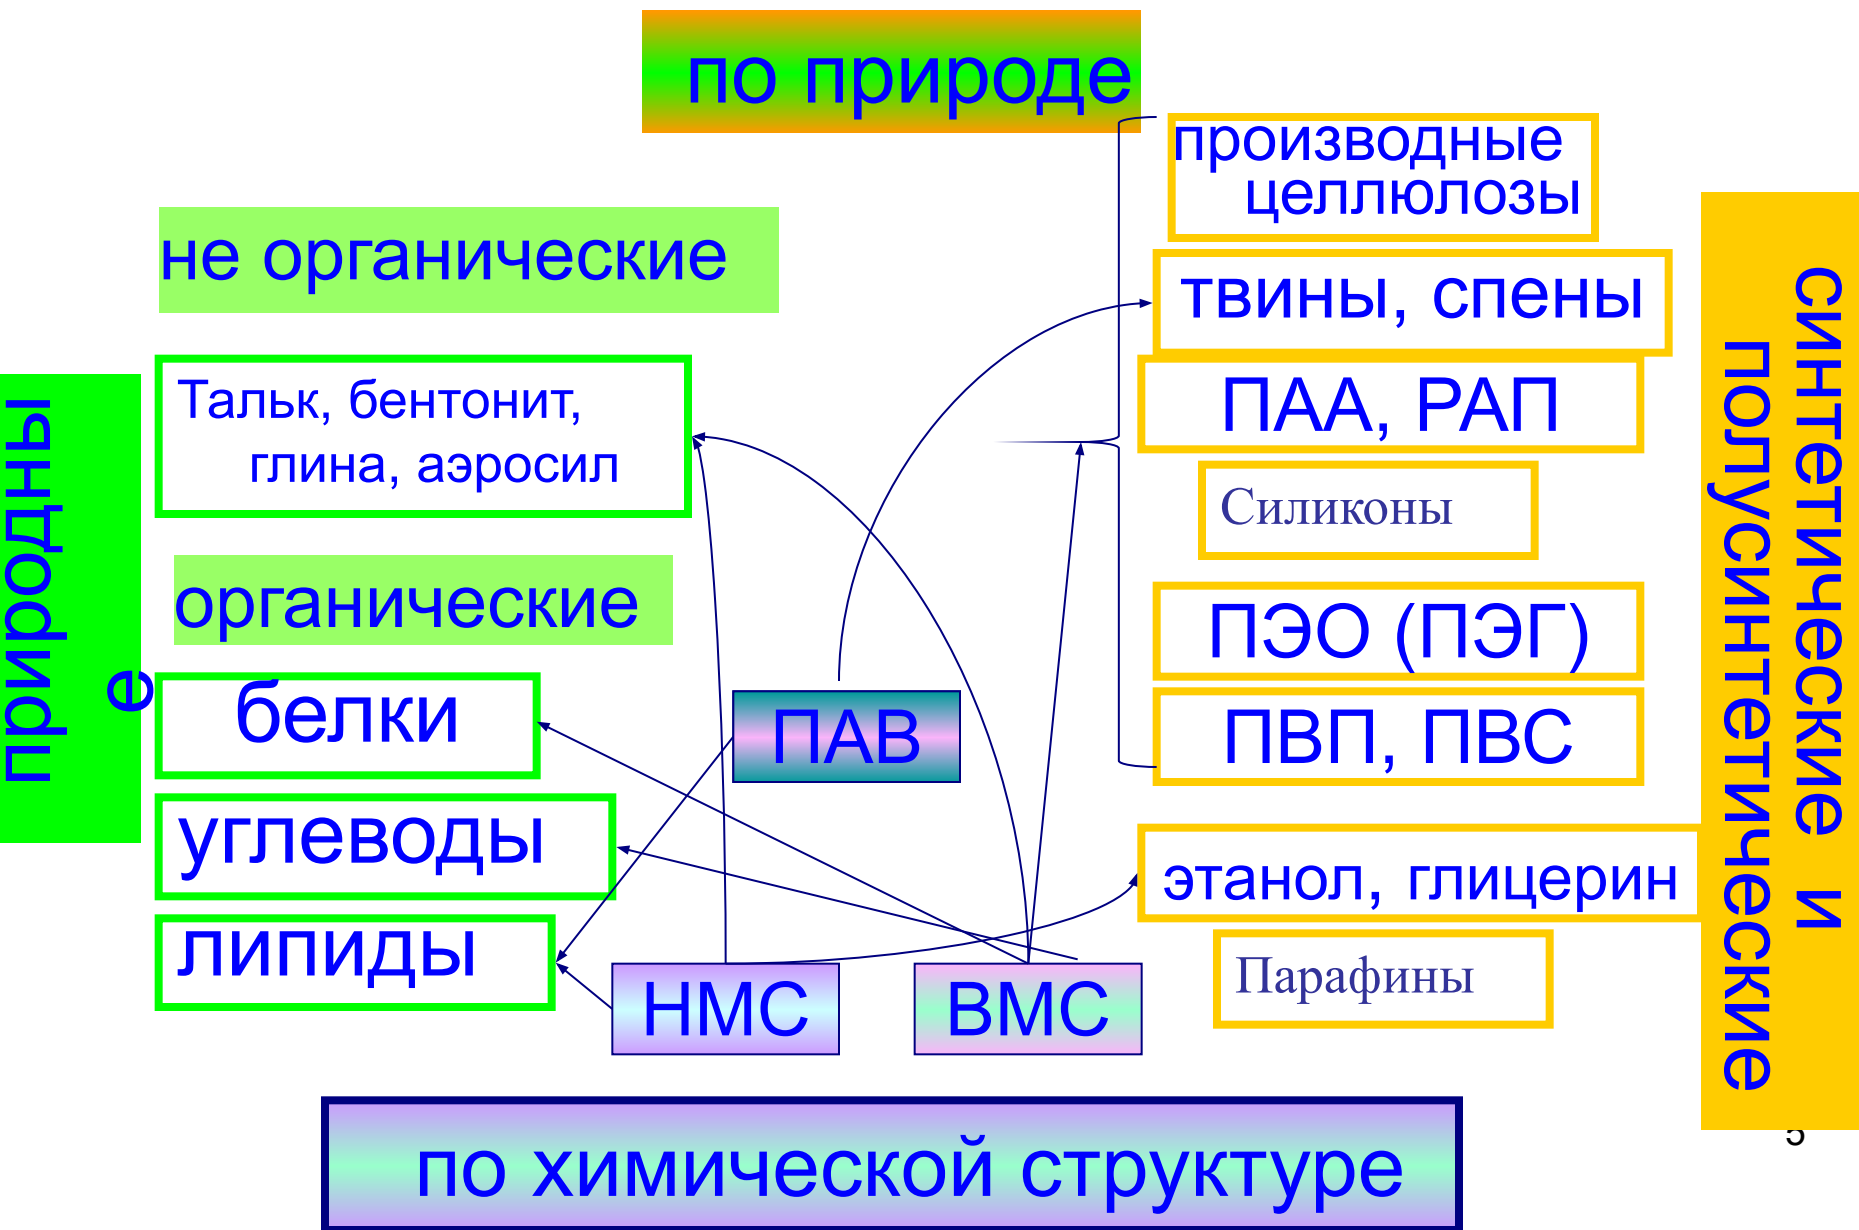 по природе
природны
е
не органические
Тальк, бентонит,
глина, аэросил
органические
белки
углеводы
липиды
ПАВ
НМС
ВМС
производные
целлюлозы
твины, спены
ПАА, РАП
Силиконы
ПЭО (ПЭГ)
ПВП, ПВС
этанол, глицерин
Парафины
синтетические и
полусинтетические
по химической структуре
5